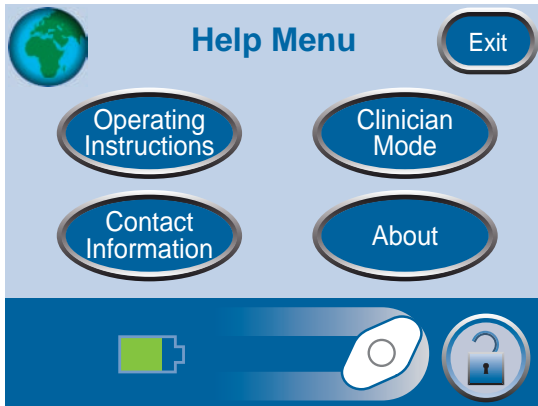 Help Menu
Exit
Operating
Instructions
Clinician
Mode
Contact
Information
About